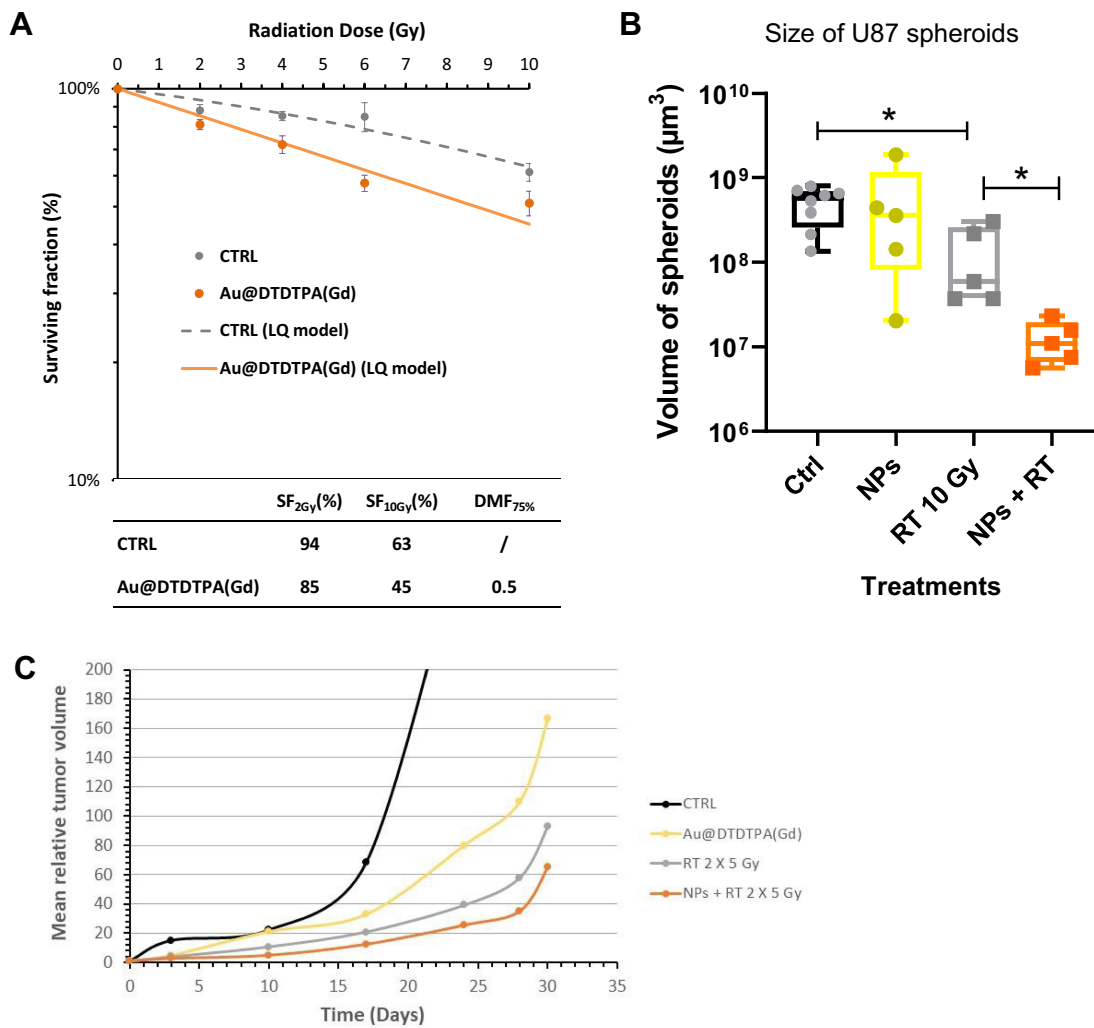 A
Radiation Dose (Gy)
0 2 4 6 8 10
100%
10%
Surviving fraction (%)
CTRL
Au@DTDTPA(Gd)
CTRL (LQ model)
Au@DTDTPA(Gd) (LQ model)
SF2Gy(%) SF10Gy(%) DMF75%
CTRL 94 63 /
Au@DTDTPA(Gd) 85 45 0.5
B
Size of U87 spheroids
Volume of spheroids (µm³)
10¹⁰
10⁹
10⁸
10⁷
10⁶
*
*
Ctrl
NPs
RT 10 Gy
NPs + RT
Treatments
C
Mean relative tumor volume
200
180
160
140
120
100
80
60
40
20
0
0 5 10 15 20 25 30 35
Time (Days)
CTRL
Au@DTDTPA(Gd)
RT 2 X 5 Gy
NPs + RT 2 X 5 Gy